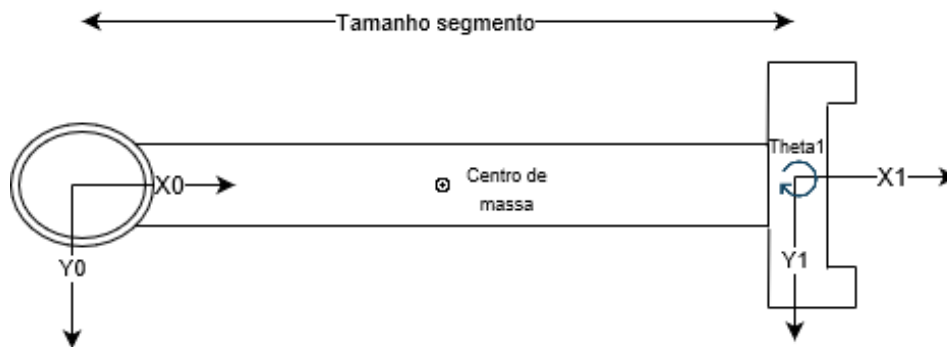 Tamanho segmento
Theta1
X0
Centro de
massa
X1
Y0
Y1